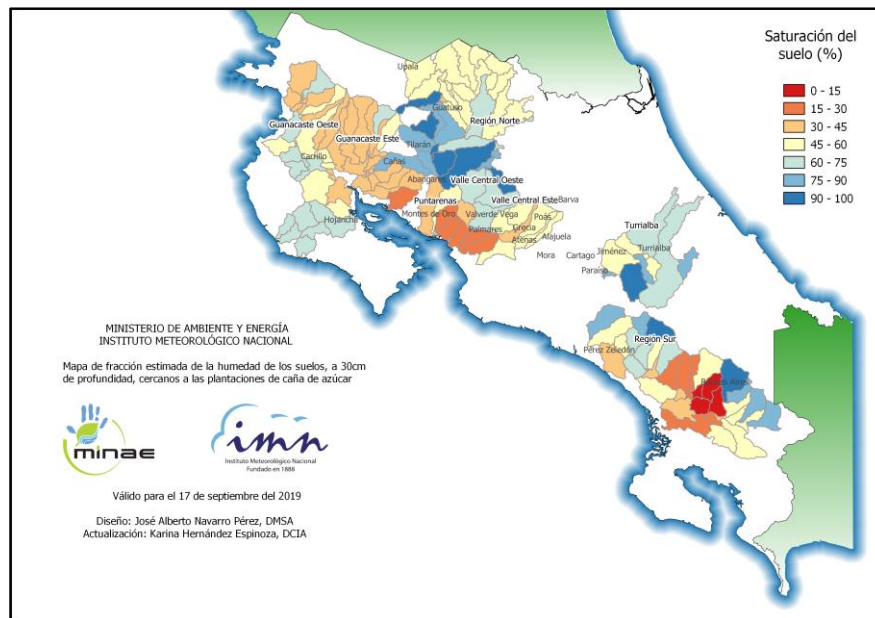 Saturación del
suelo (%)
0 - 15
15 - 30
30 - 45
45 - 60
60 - 75
75 - 90
90 - 100
Upala
Guatuso
Guanacaste Oeste
Región Norte
Guanacaste Este
Tilarán
Carrillo
Cañas
Abangares
Valle Central Oeste
Puntarenas
Valle Central Este
Barva
Hojancha
Montes de Oro
Valverde Vega
Poás
Palmares
Grecia
Atenas
Alajuela
Mora
Cartago
Turrialba
Jiménez
Turrialba
Paraíso
Región Sur
Pérez Zeledón
Buenos Aires
MINISTERIO DE AMBIENTE Y ENERGÍA
INSTITUTO METEOROLÓGICO NACIONAL
Mapa de fracción estimada de la humedad de los suelos, a 30cm
de profundidad, cercanos a las plantaciones de caña de azúcar
minae
imn
Instituto Meteorológico Nacional
Fundado en 1888
Válido para el 17 de septiembre del 2019
Diseño: José Alberto Navarro Pérez, DMSA
Actualización: Karina Hernández Espinoza, DCIA